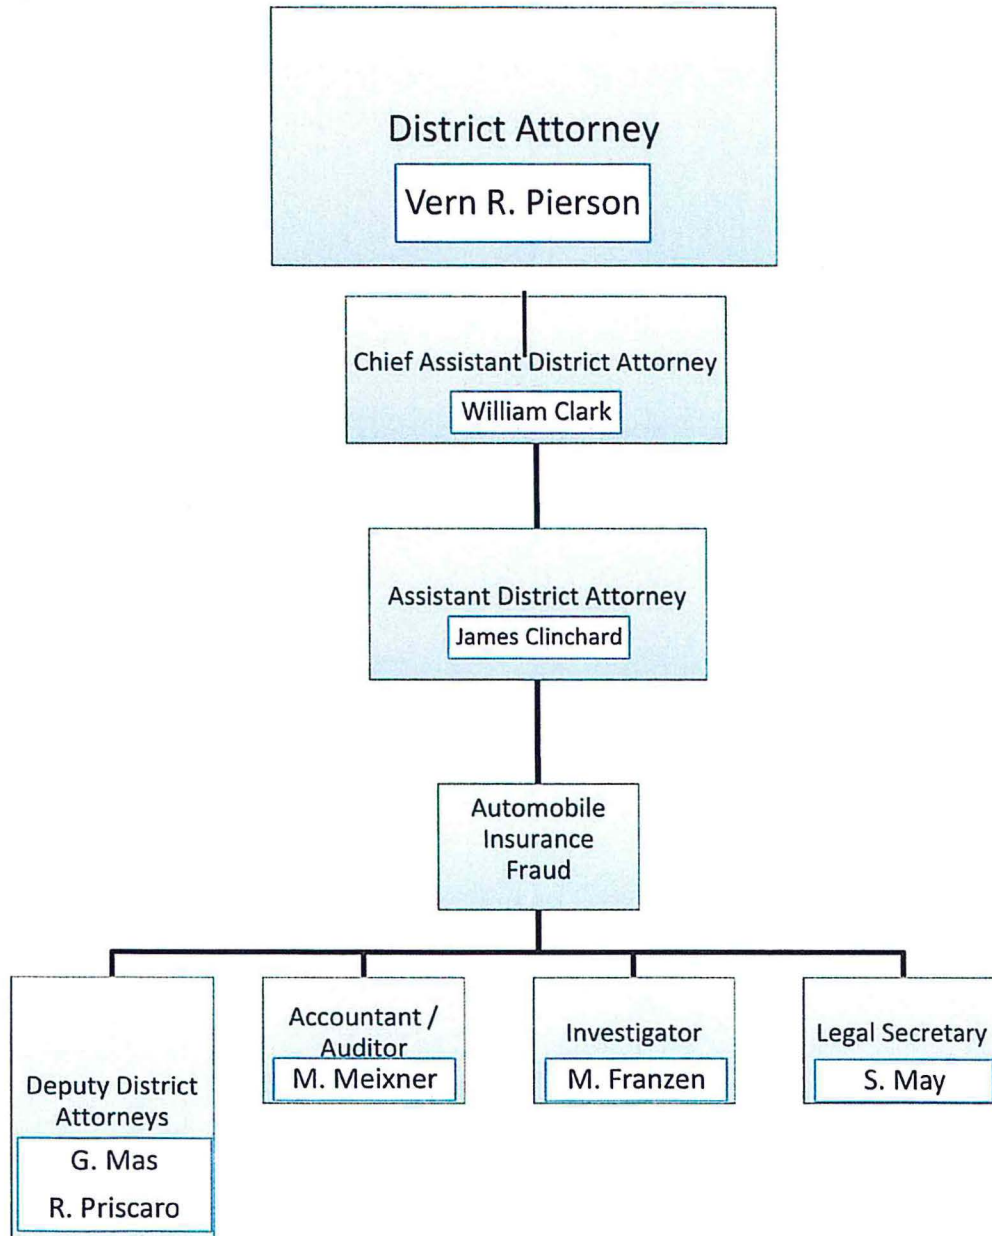 District Attorney
Vern R. Pierson
Chief Assistant District Attorney
William Clark
Assistant District Attorney
James Clinchard
Automobile
Insurance
Fraud
Deputy District
Attorneys
G. Mas
R. Priscaro
Accountant /
Auditor
M. Meixner
Investigator
M. Franzen
Legal Secretary
S. May